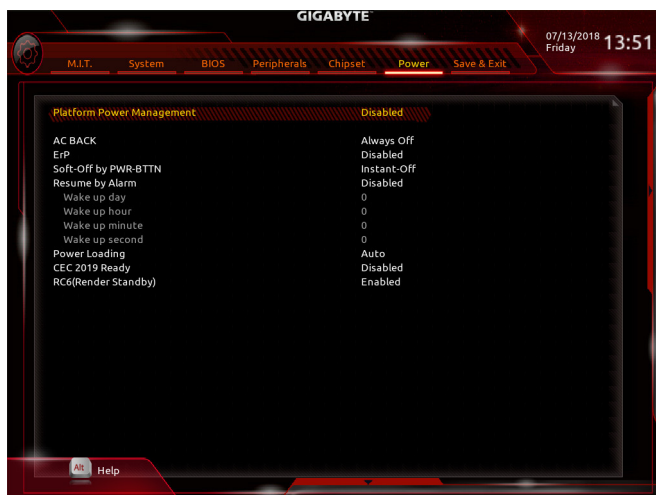 GIGABYTE
07/13/2018 13:51
Friday
M.I.T. System BIOS Peripherals Chipset Power Save & Exit
Platform Power Management Disabled
AC BACK Always Off
ErP Disabled
Soft-Off by PWR-BTTN Instant-Off
Resume by Alarm Disabled
Wake up day 0
Wake up hour 0
Wake up minute 0
Wake up second 0
Power Loading Auto
CEC 2019 Ready Disabled
RC6(Render Standby) Enabled
Alt Help